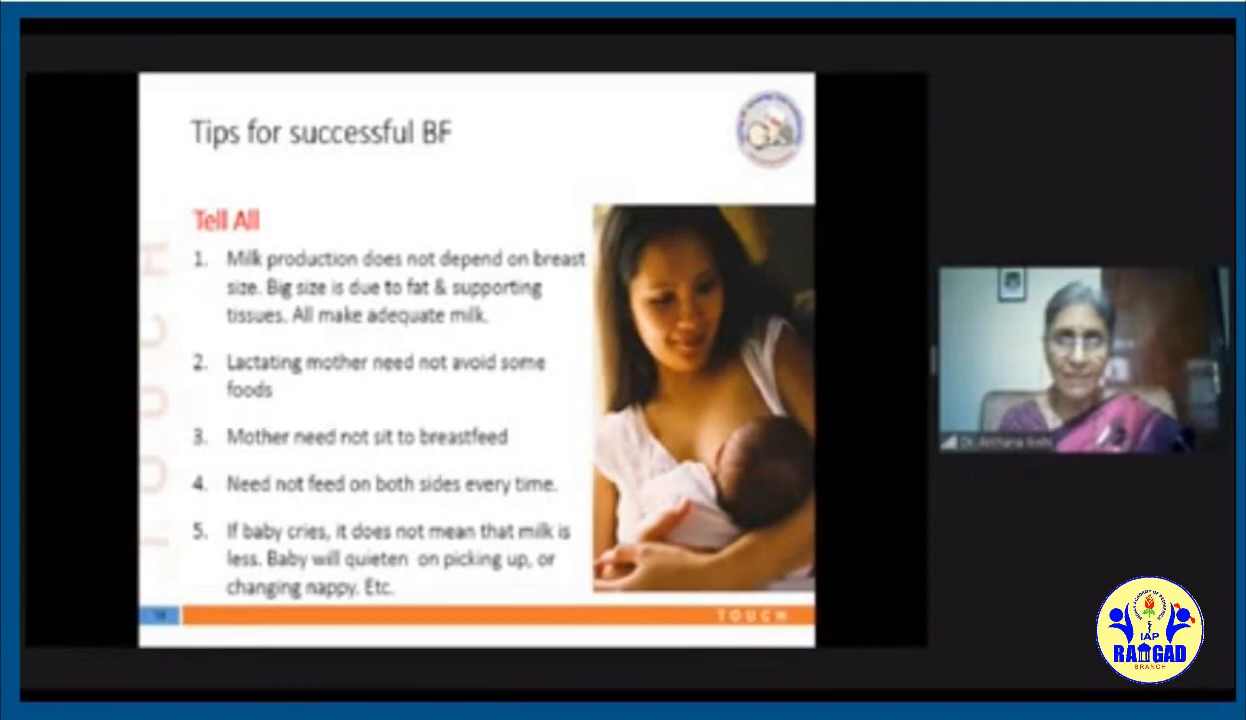 Tips for successful BF
Tell All
1. Milk production does not depend on breast
size. Big size is due to fat & supporting
tissues. All make adequate milk.
2. Lactating mother need not avoid some
foods
3. Mother need not sit to breastfeed
4. Need not feed on both sides every time.
5. If baby cries, it does not mean that milk is
less. Baby will quieten on picking up, or
changing nappy. Etc.
TOUCH
TOUCH
Dr. Archana
IAP
RAIGAD
BRANCH